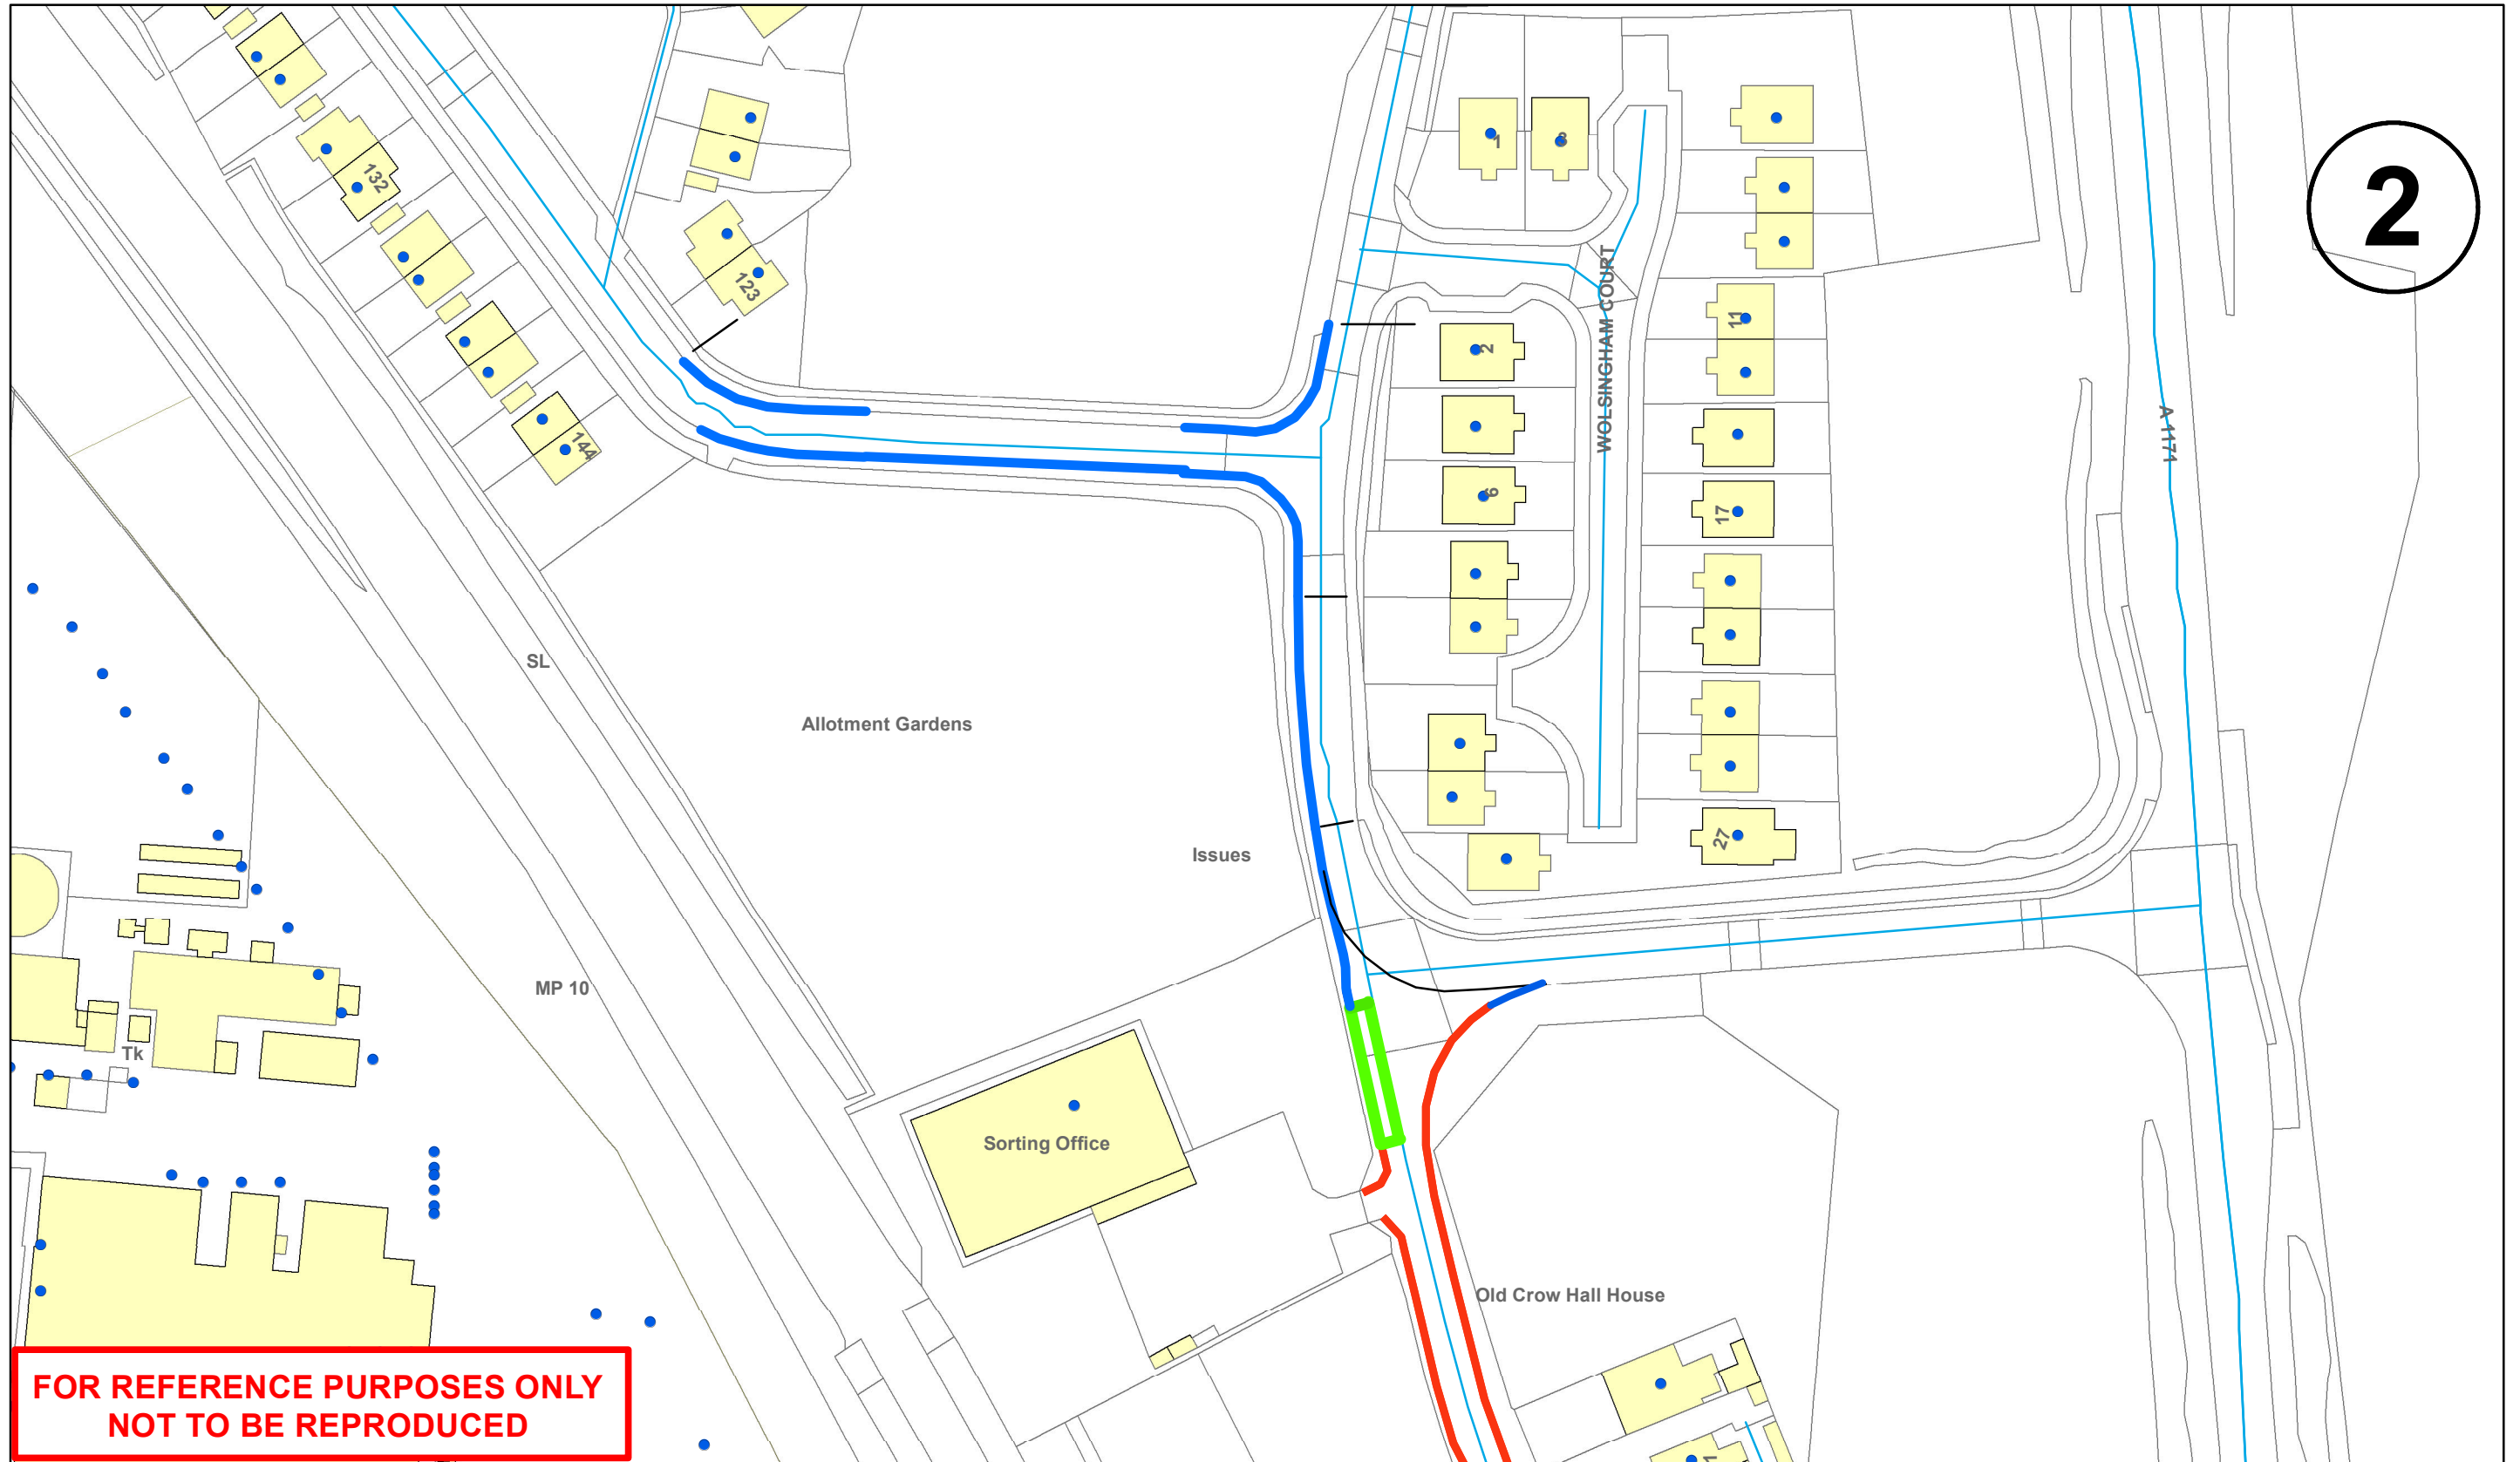 2
132
123
144
1
3
WOLSINGHAM COURT
2
6
11
17
27
A 1171
SL
Allotment Gardens
Issues
MP 10
Tk
Sorting Office
Old Crow Hall House
FOR REFERENCE PURPOSES ONLY
NOT TO BE REPRODUCED